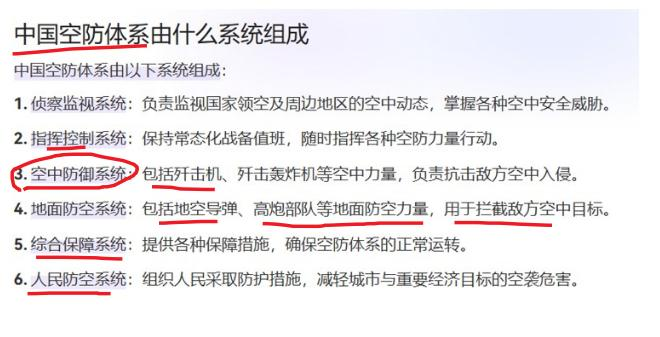 中国空防体系由什么系统组成
中国空防体系由以下系统组成：
1. 侦察监视系统：负责监视国家领空及周边地区的空中动态，掌握各种空中安全威胁。
2. 指挥控制系统：保持常态化战备值班，随时指挥各种空防力量行动。
3. 空中防御系统：包括歼击机、歼击轰炸机等空中力量，负责抗击敌方空中入侵。
4. 地面防空系统：包括地空导弹、高炮部队等地面防空力量，用于拦截敌方空中目标。
5. 综合保障系统：提供各种保障措施，确保空防体系的正常运转。
6. 人民防空系统：组织人民采取防护措施，减轻城市与重要经济目标的空袭危害。